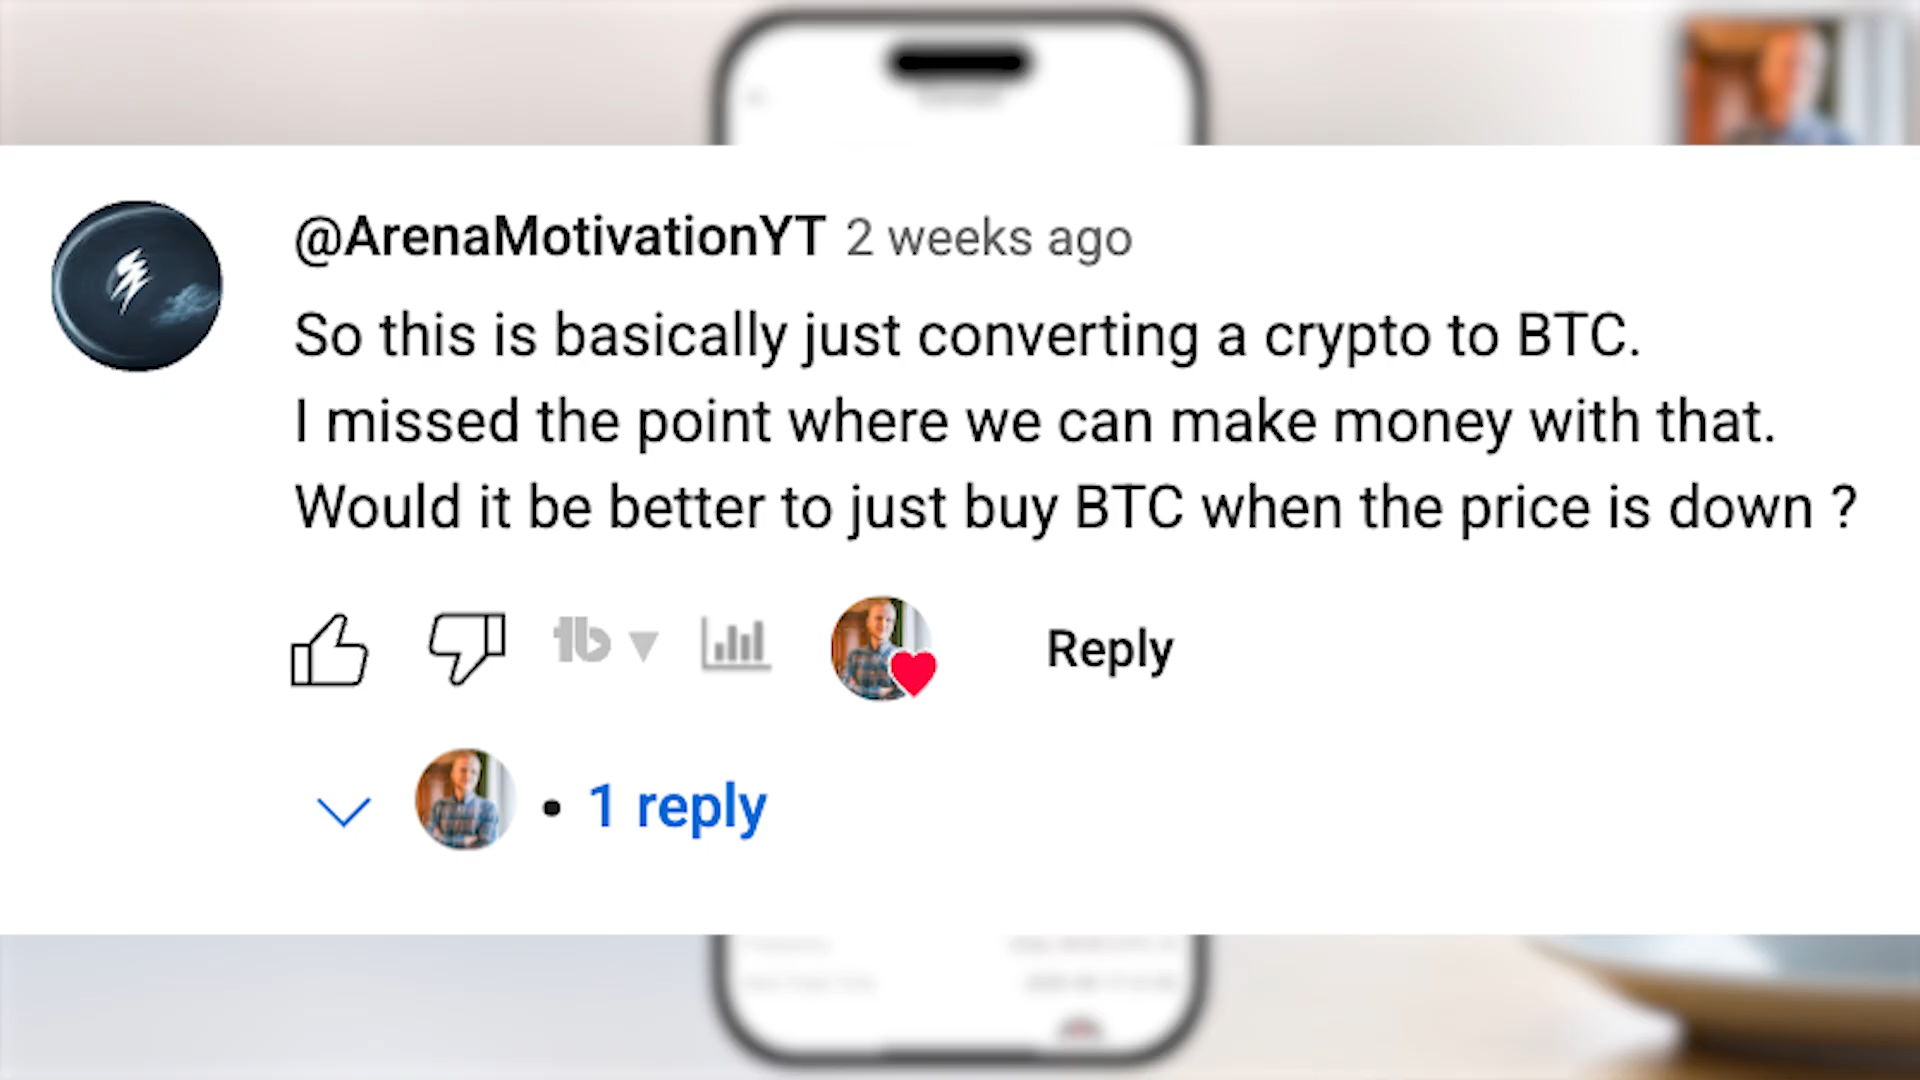 @ArenaMotivationYT 2 weeks ago
So this is basically just converting a crypto to BTC.
I missed the point where we can make money with that.
Would it be better to just buy BTC when the price is down ?
Reply
• 1 reply